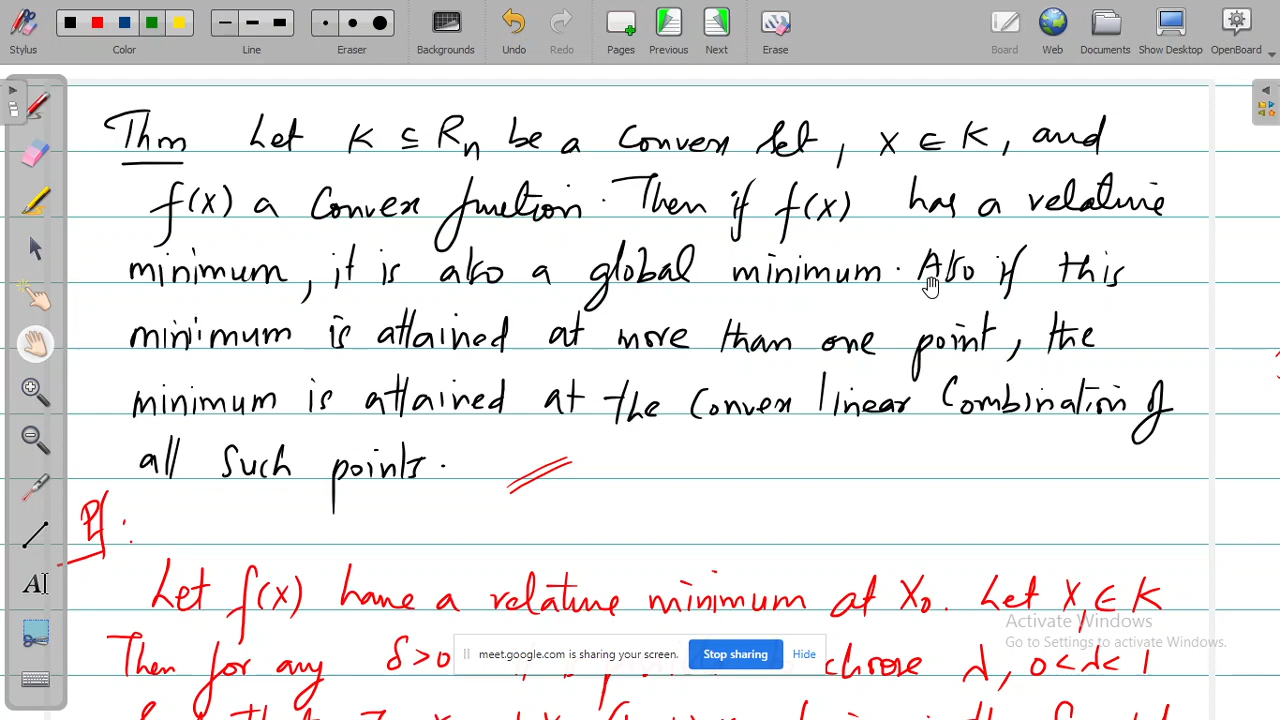 Stylus
Color
Line
Eraser
Backgrounds
Undo
Redo
Pages
Previous
Next
Erase
Board
Web
Documents
Show Desktop
OpenBoard
Thm Let K ⊆ Rn be a Convex Set, X ∈ K, and
f(X) a Convex function. Then if f(X) has a relative
minimum, it is also a global minimum. Also if this
minimum is attained at more than one point, the
minimum is attained at the Convex linear Combination of
all Such points.
Pf:
Let f(X) have a relative minimum at X0. Let X1 ∈ K
Activate Windows
Go to Settings to activate Windows.
Then for any δ>0 choose λ, 0<λ<1
meet.google.com is sharing your screen.
Stop sharing
Hide